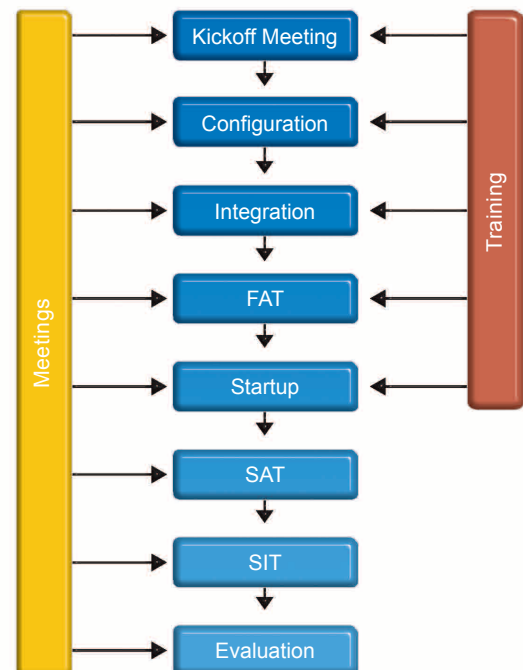 Kickoff Meeting
Configuration
Integration
FAT
Startup
SAT
SIT
Evaluation
Meetings
Training